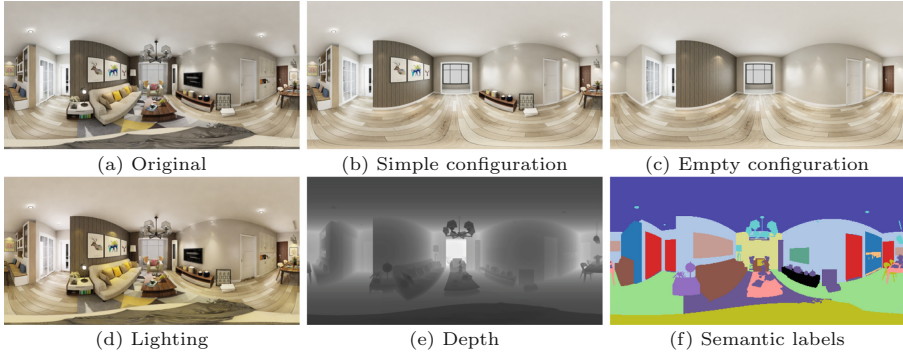 (a) Original
(b) Simple configuration
(c) Empty configuration
(d) Lighting
(e) Depth
(f) Semantic labels